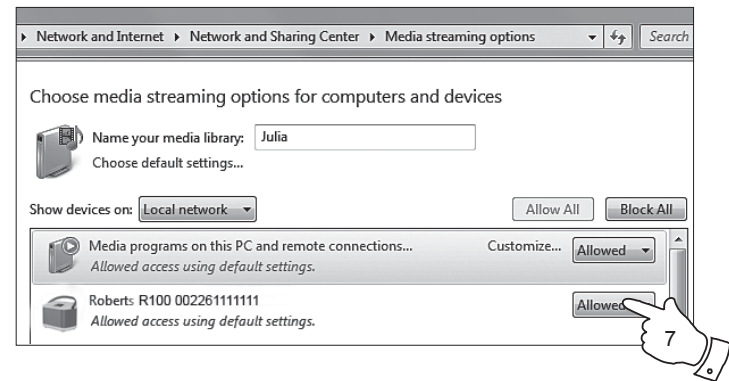 Network and Internet ▸ Network and Sharing Center ▸ Media streaming options Search
Choose media streaming options for computers and devices
Name your media library: Julia
Choose default settings...
Show devices on: Local network Allow All Block All
Media programs on this PC and remote connections... Customize... Allowed
Allowed access using default settings.
Roberts R100 002261111111 Allowed
Allowed access using default settings.
7